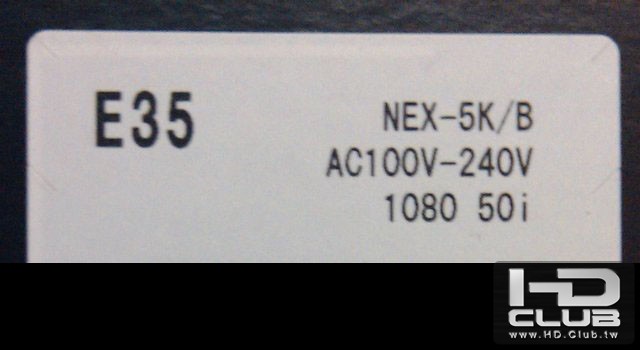 E35
NEX-5K/B
AC100V-240V
1080 50i
HD
CLUB
www.HD.Club.tw